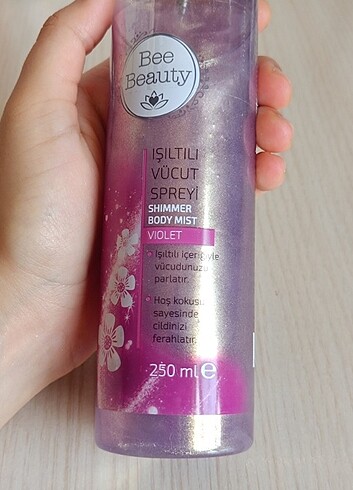 Bee
Beauty
IŞILTILI
VÜCUT
SPREYİ
SHIMMER
BODY MIST
VIOLET
Işıltılı içeriğiyle
vücudunuzu
parlatır.
Hoş kokusu
sayesinde
cildinizi
ferahlatır.
250 ml e